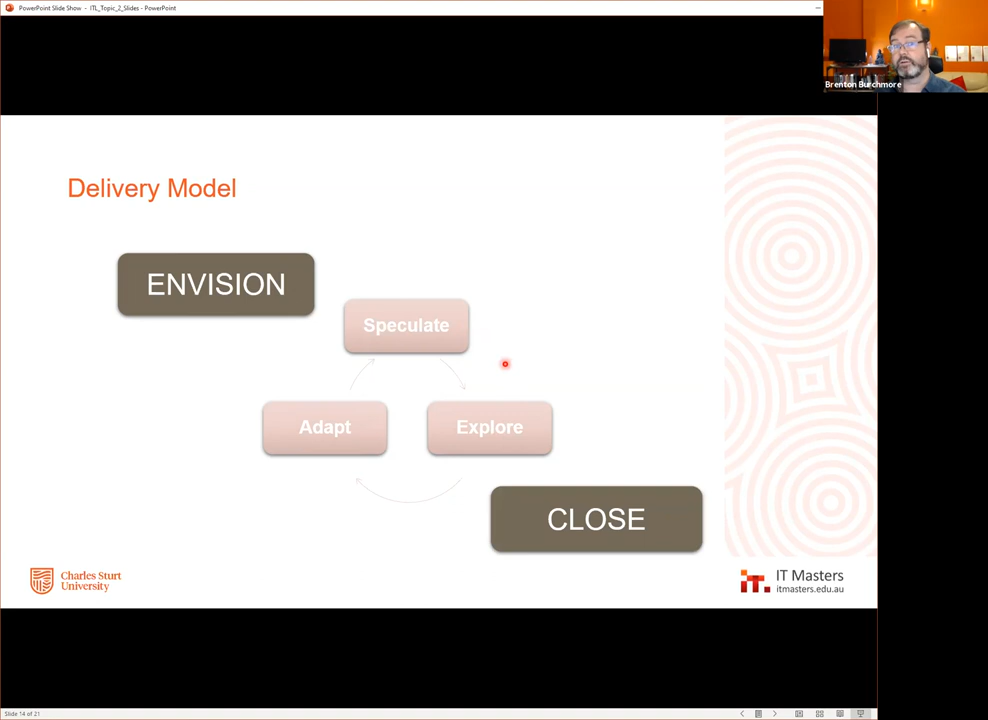 PowerPoint Slide Show - ITL_Topic_2_Slides - PowerPoint
Brenton Burchmore
Delivery Model
ENVISION
Speculate
Adapt
Explore
CLOSE
Charles Sturt
University
iT.
IT Masters
itmasters.edu.au
Slide 14 of 21